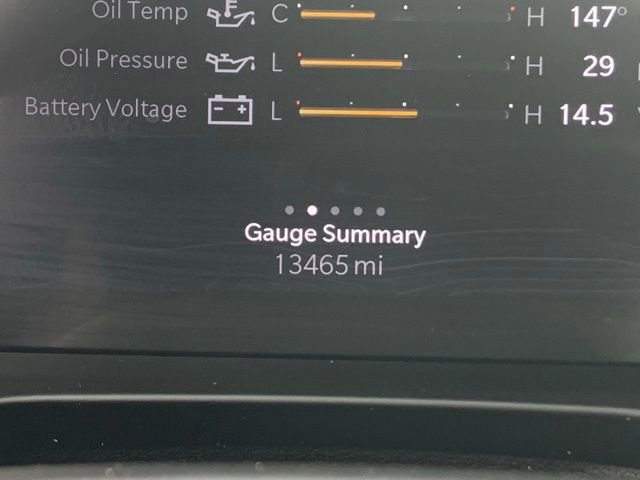 Oil Temp C H 147°
Oil Pressure L H 29
Battery Voltage L H 14.5
Gauge Summary
13465 mi